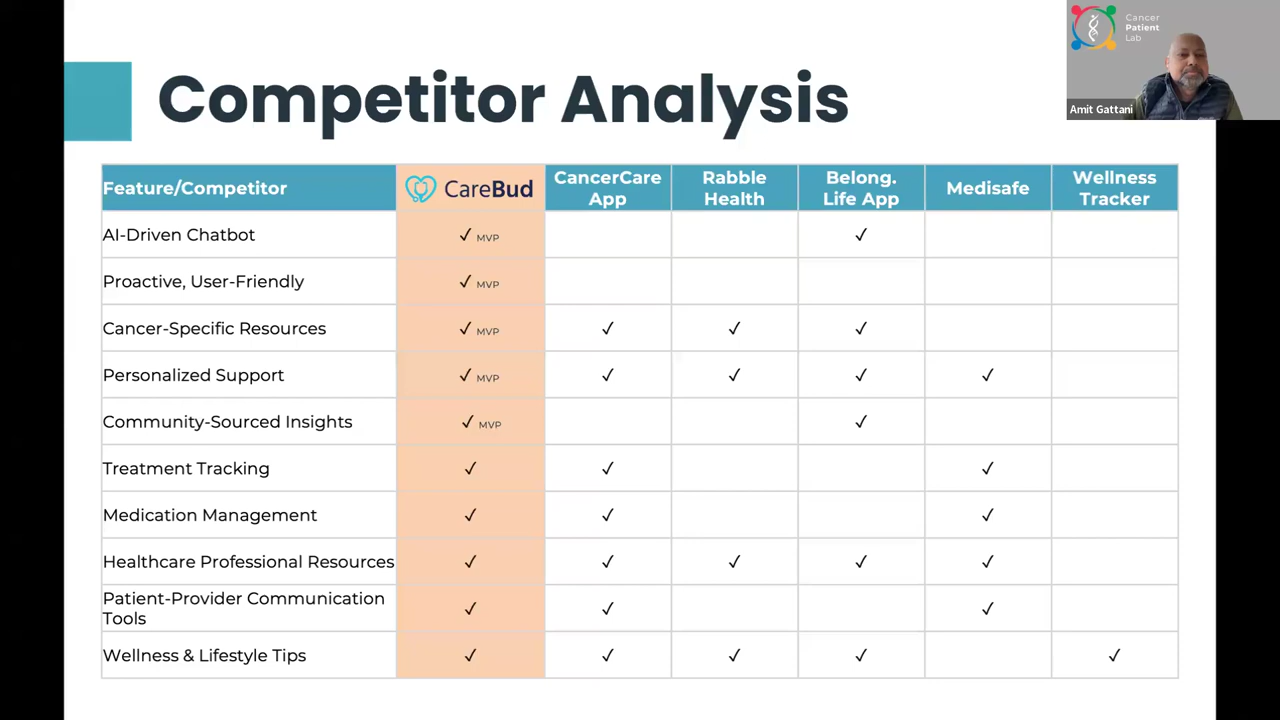 Cancer
Patient
Lab
Amit Gattani
Competitor Analysis
Feature/Competitor CareBud CancerCare App Rabble Health Belong. Life App Medisafe Wellness Tracker
AI-Driven Chatbot ✓ MVP ✓
Proactive, User-Friendly ✓ MVP
Cancer-Specific Resources ✓ MVP ✓ ✓ ✓
Personalized Support ✓ MVP ✓ ✓ ✓ ✓
Community-Sourced Insights ✓ MVP ✓
Treatment Tracking ✓ ✓ ✓
Medication Management ✓ ✓ ✓
Healthcare Professional Resources ✓ ✓ ✓ ✓ ✓
Patient-Provider Communication
Tools ✓ ✓ ✓
Wellness & Lifestyle Tips ✓ ✓ ✓ ✓ ✓